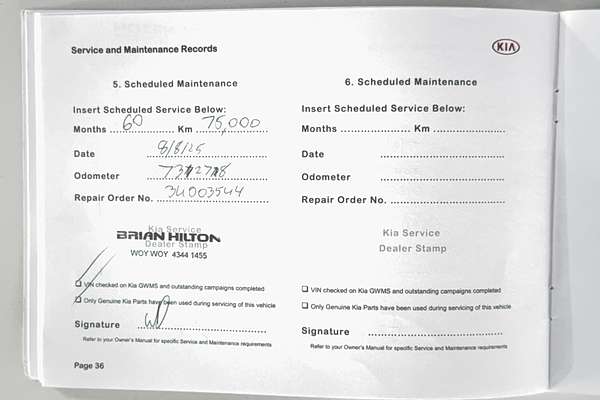 Service and Maintenance Records
KIA
5. Scheduled Maintenance
Insert Scheduled Service Below:
Months 60 Km 75,000
Date 8/8/25
Odometer
Repair Order No. 34003544
Kia Service
BRIAN HILTON
Dealer Stamp
WOY WOY 4344 1455
VIN checked on Kia GWMS and outstanding campaigns completed
Only Genuine Kia Parts have been used during servicing of this vehicle
Signature
Refer to your Owner's Manual for specific Service and Maintenance requirements
Page 36
6. Scheduled Maintenance
Insert Scheduled Service Below:
Months Km
Date
Odometer
Repair Order No.
Kia Service
Dealer Stamp
VIN checked on Kia GWMS and outstanding campaigns completed
Only Genuine Kia Parts have been used during servicing of this vehicle
Signature
Refer to your Owner's Manual for specific Service and Maintenance requirements